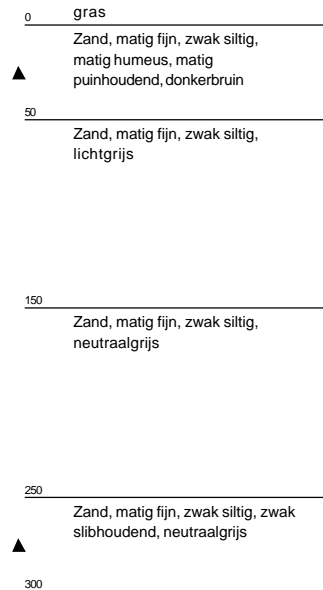 0
gras
Zand, matig fijn, zwak siltig,
matig humeus, matig
puinhoudend, donkerbruin
50
Zand, matig fijn, zwak siltig,
lichtgrijs
150
Zand, matig fijn, zwak siltig,
neutraalgrijs
250
Zand, matig fijn, zwak siltig, zwak
slibhoudend, neutraalgrijs
300